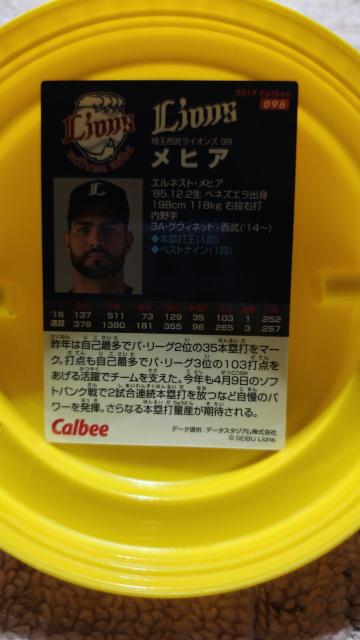 2017 Calbee
096
Lions
Lions
埼玉西武ライオンズ 99
メヒア
エルネスト・メヒア
'85.12.2生 ベネズエラ出身
198cm 118kg 右投右打
内野手
3A・グウィネット-西武('14～)
◆本塁打王(1回)
◆ベストナイン(1回)
'16 137 511 73 129 35 103 1 .252
通算 378 1380 181 355 96 265 3 .257
昨年は自己最多でパ・リーグ2位の35本塁打をマー
ク。打点も自己最多でパ・リーグ3位の103打点を
あげる活躍でチームを支えた。今年も4月9日のソフ
トバンク戦で2試合連続本塁打を放つなど自慢のパ
ワーを発揮。さらなる本塁打量産が期待される。
Calbee
データ提供：データスタジアム株式会社
© SEIBU Lions